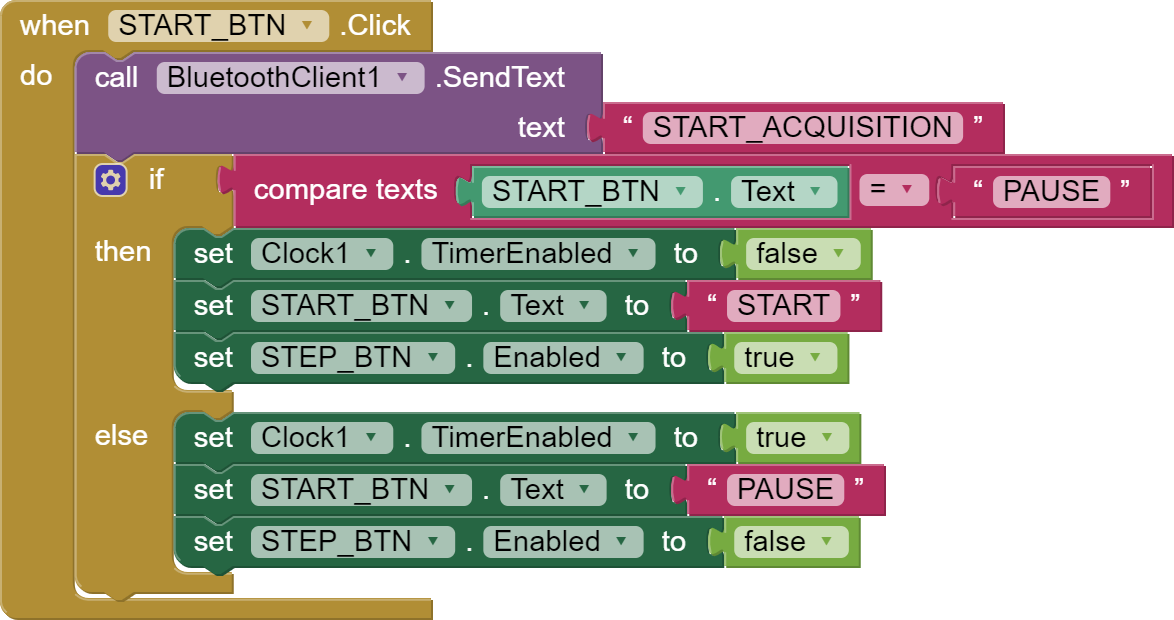 when START_BTN .Click
do call BluetoothClient1 .SendText
text “ START_ACQUISITION ”
if compare texts START_BTN . Text = “ PAUSE ”
then set Clock1 . TimerEnabled to false
set START_BTN . Text to “ START ”
set STEP_BTN . Enabled to true
else set Clock1 . TimerEnabled to true
set START_BTN . Text to “ PAUSE ”
set STEP_BTN . Enabled to false